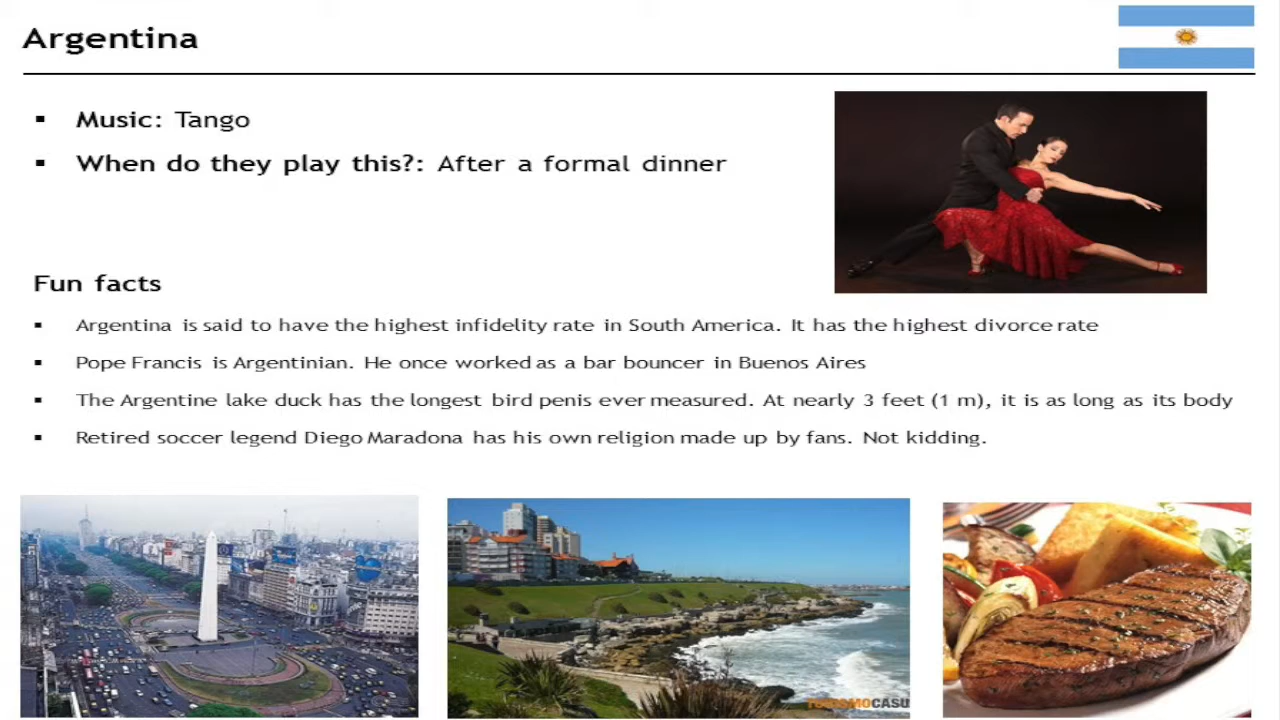 Argentina
Music: Tango
When do they play this?: After a formal dinner
Fun facts
Argentina is said to have the highest infidelity rate in South America. It has the highest divorce rate
Pope Francis is Argentinian. He once worked as a bar bouncer in Buenos Aires
The Argentine lake duck has the longest bird penis ever measured. At nearly 3 feet (1 m), it is as long as its body
Retired soccer legend Diego Maradona has his own religion made up by fans. Not kidding.